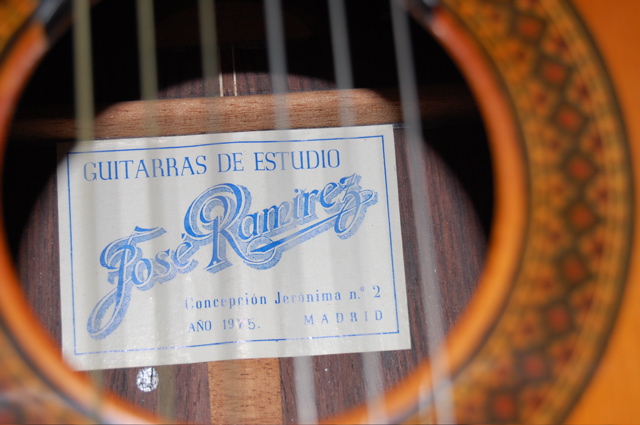 GUITARRAS DE ESTUDIO
José Ramirez
Concepción Jerónima n.º 2
AÑO 1975. MADRID